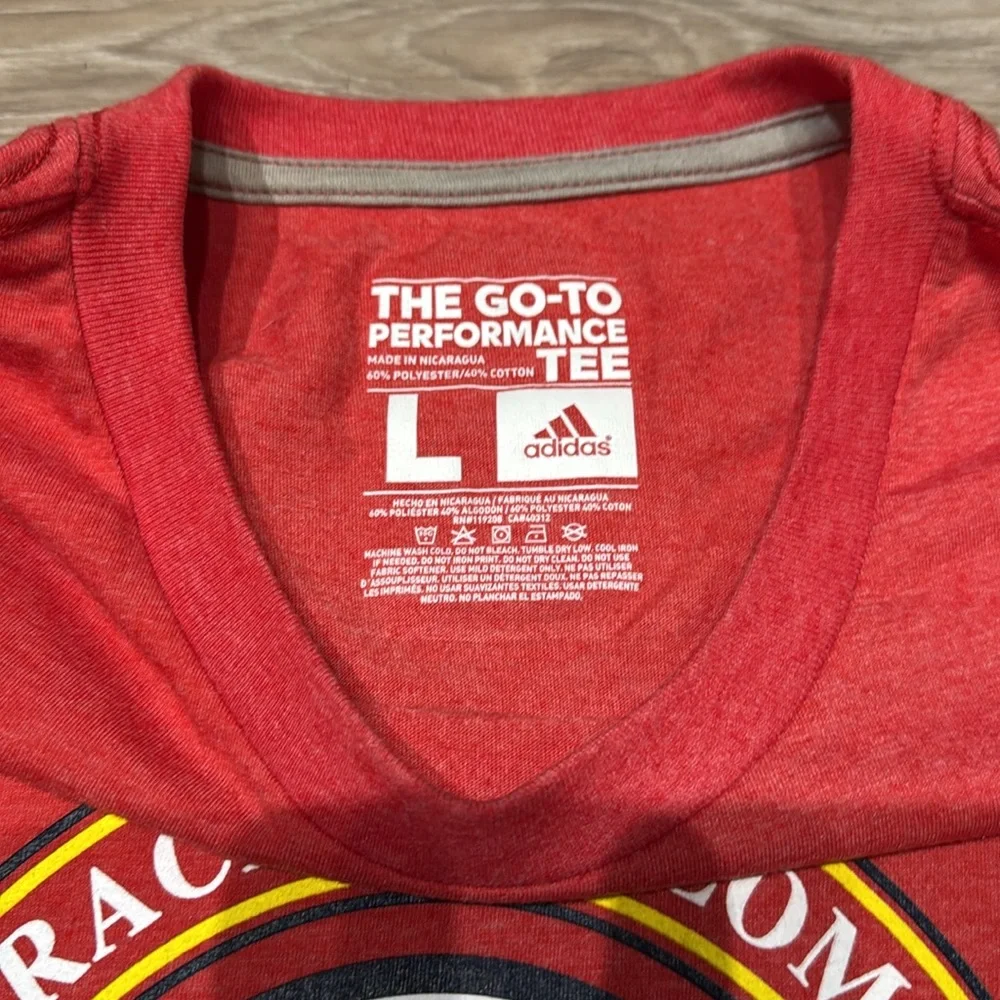 THE GO-TO
PERFORMANCE
MADE IN NICARAGUA
60% POLYESTER/40% COTTON
TEE
L
adidas®
HECHO EN NICARAGUA / FABRIQUÉ AU NICARAGUA
60% POLIÉSTER 40% ALGODON / 60% POLYESTER 40% COTON
RN#119208 CA#40312
MACHINE WASH COLD. DO NOT BLEACH. TUMBLE DRY LOW. COOL IRON
IF NEEDED. DO NOT IRON PRINT. DO NOT DRY CLEAN. DO NOT USE
FABRIC SOFTENER. USE MILD DETERGENT ONLY. NE PAS UTILISER
D'ASSOUPLISSEUR. UTILISER UN DÉTERGENT DOUX. NE PAS REPASSER
LES IMPRIMÉS. NO USAR SUAVIZANTES TEXTILES. USAR DETERGENTE
NEUTRO. NO PLANCHAR EL ESTAMPADO.
RAC
OM